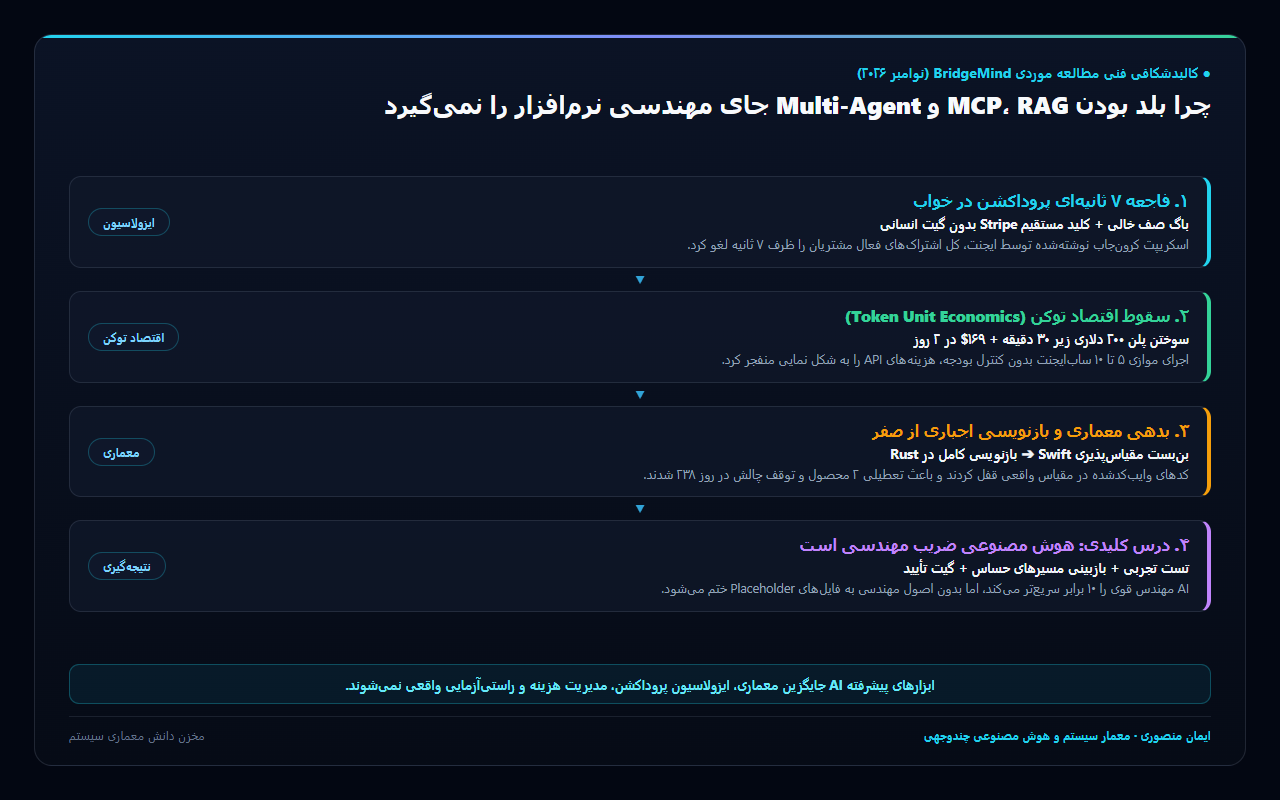 کالبدشکافی فنی مطالعه موردی BridgeMind (نوامبر ۲۰۲۶)
چرا بلد بودن MCP، RAG و Multi-Agent جای مهندسی نرم‌افزار را نمی‌گیرد
۱. فاجعه ۷ ثانیه‌ای پروداکشن در خواب
باگ صف خالی + کلید مستقیم Stripe بدون گیت انسانی
اسکریپت کرون‌جاب نوشته‌شده توسط ایجنت، کل اشتراک‌های فعال مشتریان را ظرف ۷ ثانیه لغو کرد.
ایزولاسیون
▼
۲. سقوط اقتصاد توکن (Token Unit Economics)
سوختن پلن ۲۰۰ دلاری زیر ۳۰ دقیقه + ۱۶۹$ در ۲ روز
اجرای موازی ۵ تا ۱۰ ساب‌ایجنت بدون کنترل بودجه، هزینه‌های API را به شکل نمایی منفجر کرد.
اقتصاد توکن
▼
۳. بدهی معماری و بازنویسی اجباری از صفر
بن‌بست مقیاس‌پذیری Swift ➔ بازنویسی کامل در Rust
کدهای وایب‌کدشده در مقیاس واقعی قفل کردند و باعث تعطیلی ۲ محصول و توقف چالش در روز ۲۳۸ شدند.
معماری
▼
۴. درس کلیدی: هوش مصنوعی ضریب مهندسی است
تست تجربی + بازبینی مسیرهای حساس + گیت تأیید
AI مهندس قوی را ۱۰ برابر سریع‌تر می‌کند، اما بدون اصول مهندسی به فایل‌های Placeholder ختم می‌شود.
نتیجه‌گیری
ابزارهای پیشرفته AI جایگزین معماری، ایزولاسیون پروداکشن، مدیریت هزینه و راستی‌آزمایی واقعی نمی‌شوند.
ایمان منصوری - معمار سیستم و هوش مصنوعی چندوجهی
مخزن دانش معماری سیستم